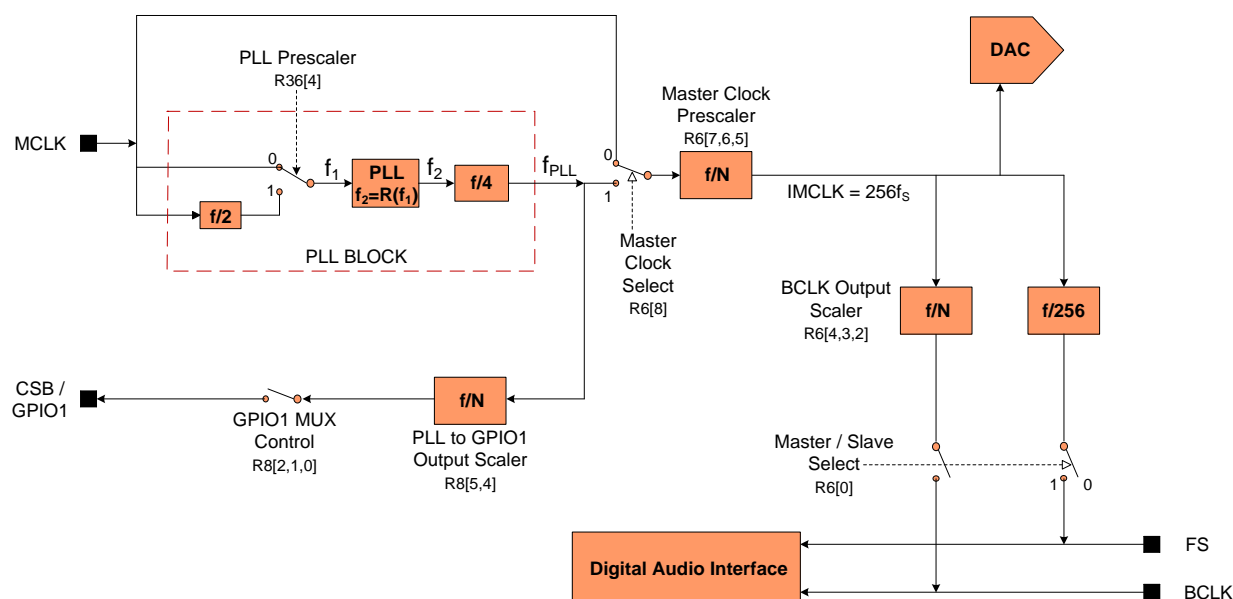 DAC
PLL Prescaler
R36[4]
Master Clock
Prescaler
R6[7,6,5]
MCLK
0
1
f1
PLL
f2=R(f1)
f2
f/4
fPLL
0
1
f/N
IMCLK = 256fS
f/2
PLL BLOCK
Master
Clock
Select
R6[8]
BCLK Output
Scaler
R6[4,3,2]
f/N
f/256
CSB /
GPIO1
f/N
GPIO1 MUX
Control
R8[2,1,0]
PLL to GPIO1
Output Scaler
R8[5,4]
Master / Slave
Select
R6[0]
1
0
Digital Audio Interface
FS
BCLK